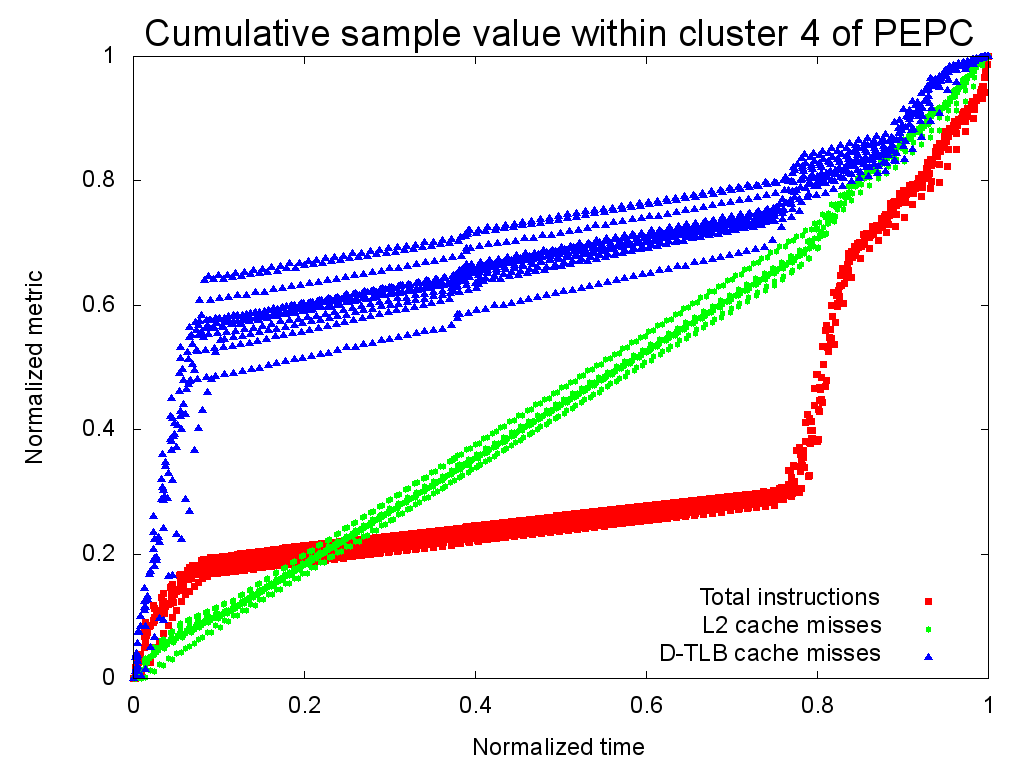 Cumulative sample value within cluster 4 of PEPC
1
0.8
0.6
0.4
0.2
0
Normalized metric
Total instructions
L2 cache misses
D-TLB cache misses
0 0.2 0.4 0.6 0.8 1
Normalized time